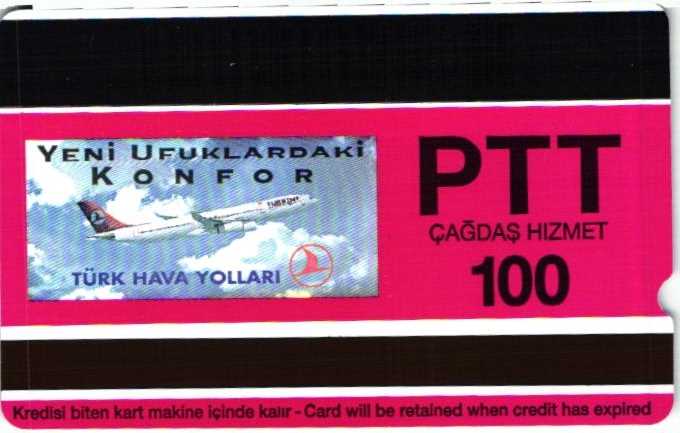 YENİ UFUKLARDAKİ
KONFOR
TURKISH
TÜRK HAVA YOLLARI
PTT
ÇAĞDAŞ HIZMET
100
Kredisi biten kart makine içinde kalır - Card will be retained when credit has expired